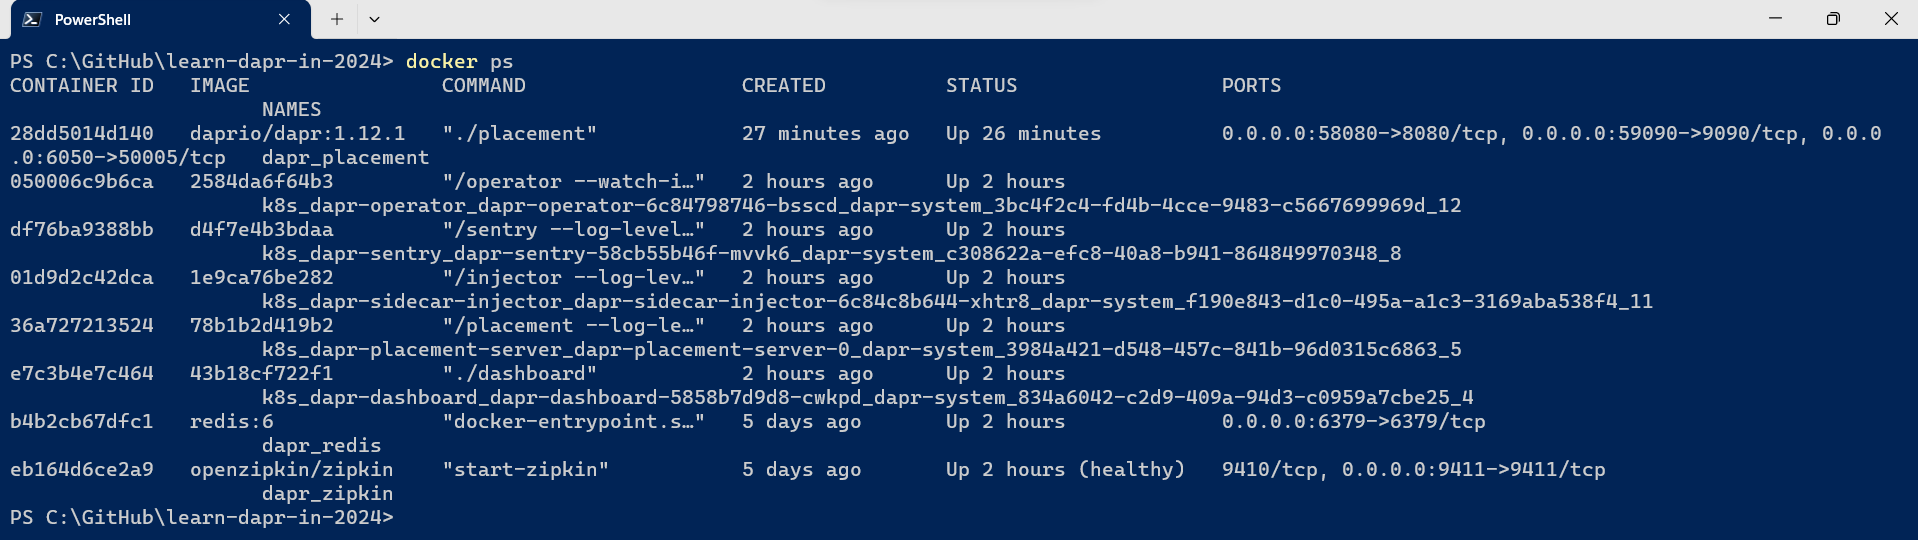 PowerShell
PS C:\GitHub\learn-dapr-in-2024> docker ps
CONTAINER ID   IMAGE                COMMAND                  CREATED          STATUS                 PORTS
                     NAMES
28dd5014d140   daprio/dapr:1.12.1   "./placement"            27 minutes ago   Up 26 minutes          0.0.0.0:58080->8080/tcp, 0.0.0.0:59090->9090/tcp, 0.0.0
.0:6050->50005/tcp   dapr_placement
050006c9b6ca   2584da6f64b3         "/operator --watch-i…"   2 hours ago      Up 2 hours
                     k8s_dapr-operator_dapr-operator-6c84798746-bsscd_dapr-system_3bc4f2c4-fd4b-4cce-9483-c5667699969d_12
df76ba9388bb   d4f7e4b3bdaa         "/sentry --log-level…"   2 hours ago      Up 2 hours
                     k8s_dapr-sentry_dapr-sentry-58cb55b46f-mvvk6_dapr-system_c308622a-efc8-40a8-b941-864849970348_8
01d9d2c42dca   1e9ca76be282         "/injector --log-lev…"   2 hours ago      Up 2 hours
                     k8s_dapr-sidecar-injector_dapr-sidecar-injector-6c84c8b644-xhtr8_dapr-system_f190e843-d1c0-495a-a1c3-3169aba538f4_11
36a727213524   78b1b2d419b2         "/placement --log-le…"   2 hours ago      Up 2 hours
                     k8s_dapr-placement-server_dapr-placement-server-0_dapr-system_3984a421-d548-457c-841b-96d0315c6863_5
e7c3b4e7c464   43b18cf722f1         "./dashboard"            2 hours ago      Up 2 hours
                     k8s_dapr-dashboard_dapr-dashboard-5858b7d9d8-cwkpd_dapr-system_834a6042-c2d9-409a-94d3-c0959a7cbe25_4
b4b2cb67dfc1   redis:6              "docker-entrypoint.s…"   5 days ago       Up 2 hours             0.0.0.0:6379->6379/tcp
                     dapr_redis
eb164d6ce2a9   openzipkin/zipkin    "start-zipkin"           5 days ago       Up 2 hours (healthy)   9410/tcp, 0.0.0.0:9411->9411/tcp
                     dapr_zipkin
PS C:\GitHub\learn-dapr-in-2024>